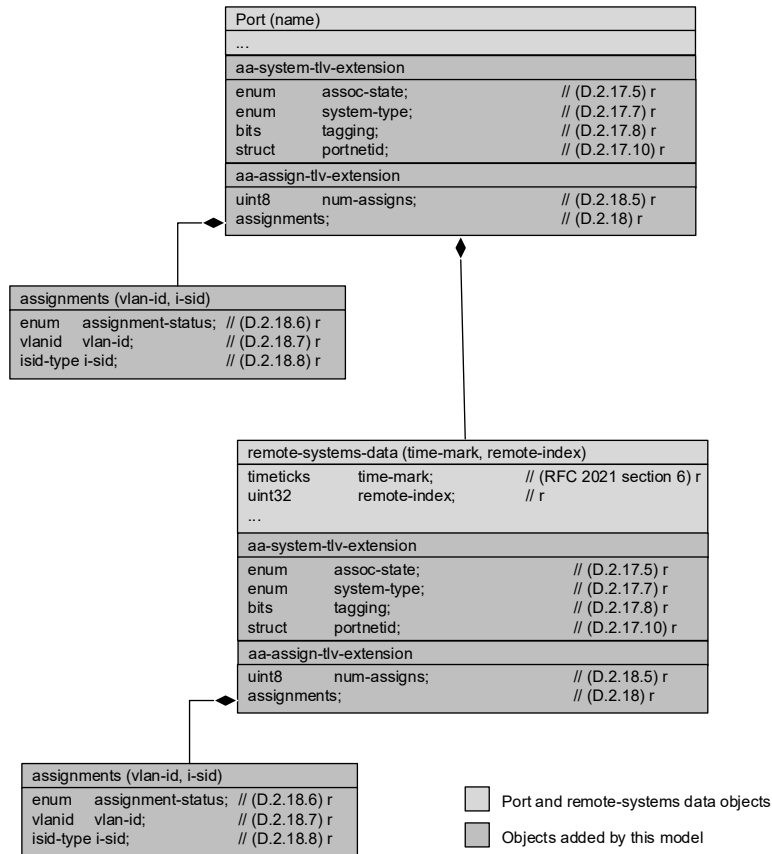 Port (name)
...
aa-system-tlv-extension
enum assoc-state; // (D.2.17.5) r
enum system-type; // (D.2.17.7) r
bits tagging; // (D.2.17.8) r
struct portnetid; // (D.2.17.10) r
aa-assign-tlv-extension
uint8 num-assigns; // (D.2.18.5) r
assignments; // (D.2.18) r
assignments (vlan-id, i-sid)
enum assignment-status; // (D.2.18.6) r
vlanid vlan-id; // (D.2.18.7) r
isid-type i-sid; // (D.2.18.8) r
remote-systems-data (time-mark, remote-index)
timeticks time-mark; // (RFC 2021 section 6) r
uint32 remote-index; // r
...
aa-system-tlv-extension
enum assoc-state; // (D.2.17.5) r
enum system-type; // (D.2.17.7) r
bits tagging; // (D.2.17.8) r
struct portnetid; // (D.2.17.10) r
aa-assign-tlv-extension
uint8 num-assigns; // (D.2.18.5) r
assignments; // (D.2.18) r
assignments (vlan-id, i-sid)
enum assignment-status; // (D.2.18.6) r
vlanid vlan-id; // (D.2.18.7) r
isid-type i-sid; // (D.2.18.8) r
Port and remote-systems data objects
Objects added by this model